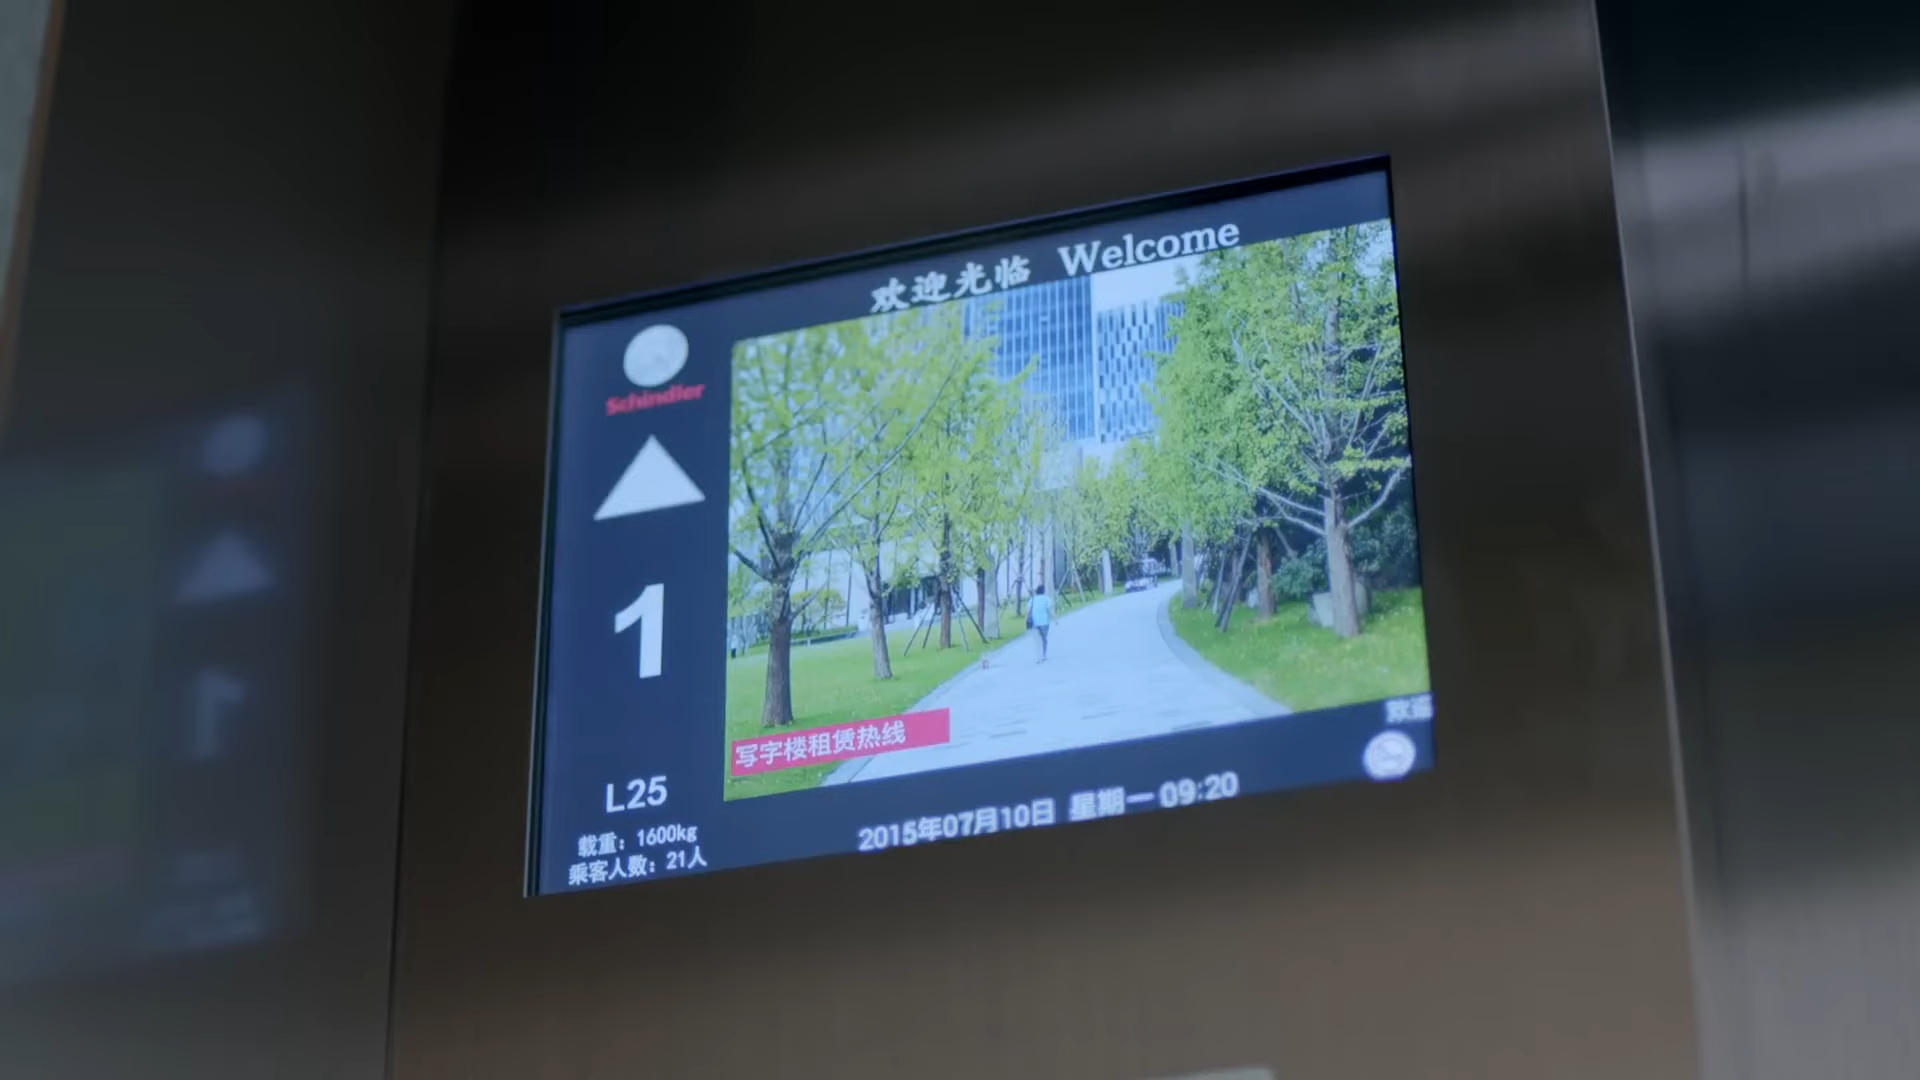 欢迎光临 Welcome
Schindler
1
写字楼租赁热线
L25
载重：1600kg
乘客人数：21人
欢迎
2015年07月10日 星期一 09:20